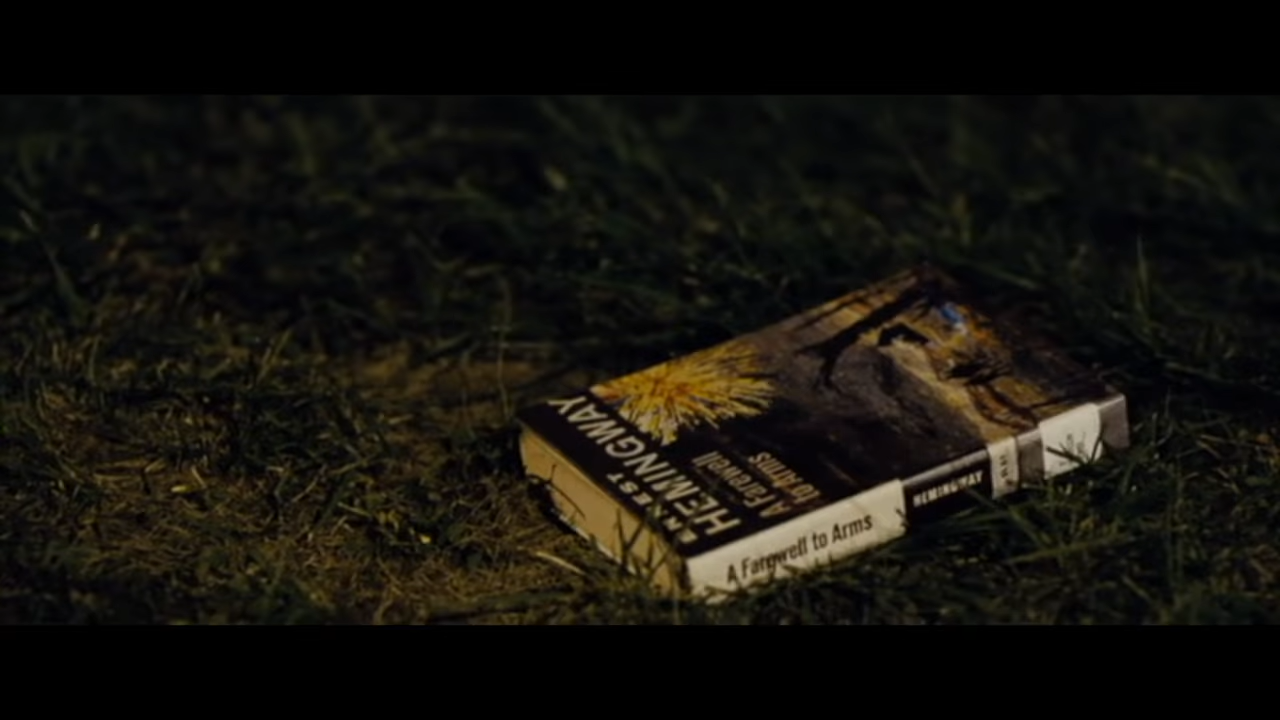 ERNEST
HEMINGWAY
A Farewell
to Arms
A Farewell to Arms
HEMINGWAY